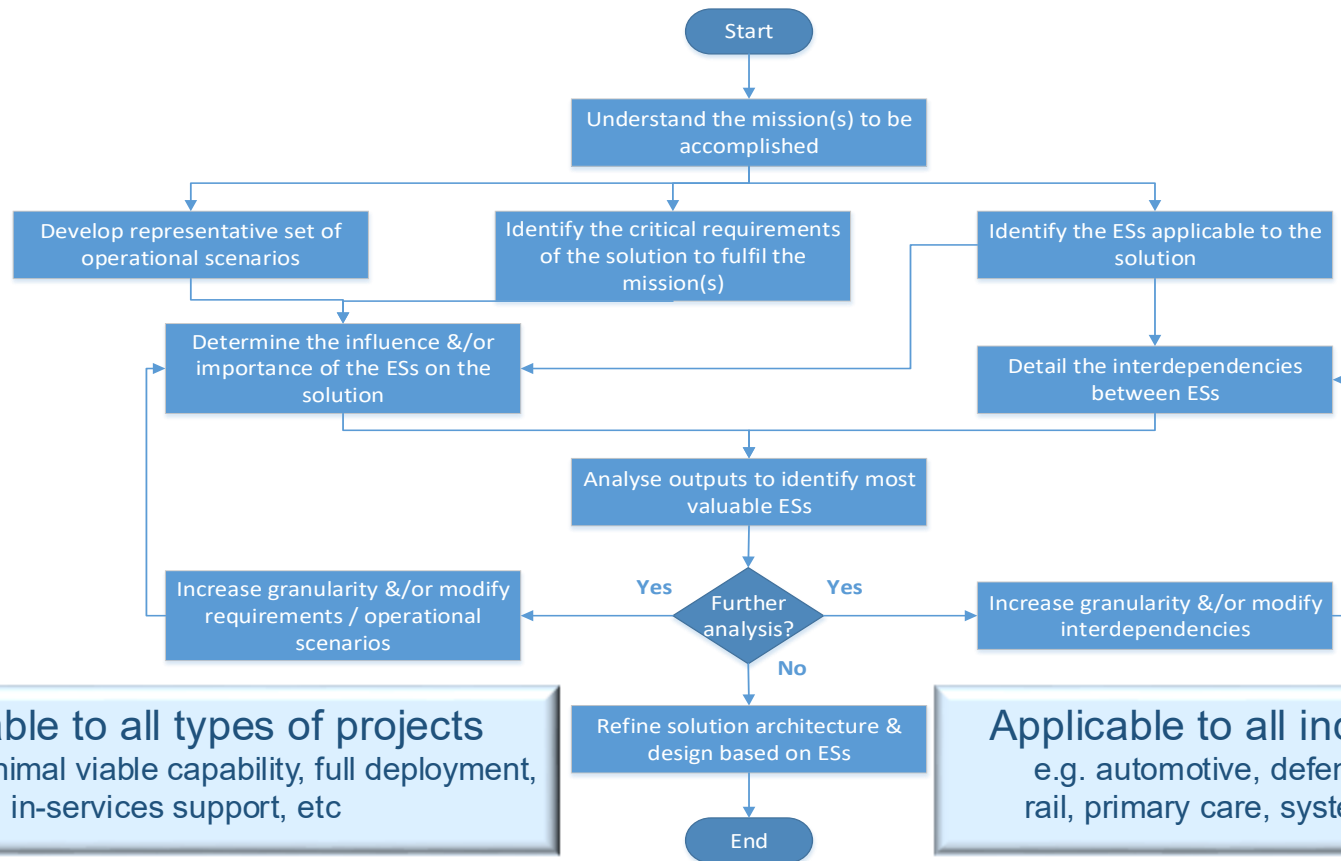 Start
Understand the mission(s) to be
accomplished
Develop representative set of
operational scenarios
Identify the critical requirements
of the solution to fulfil the
mission(s)
Identify the ESs applicable to the
solution
Determine the influence &/or
importance of the ESs on the
solution
Detail the interdependencies
between ESs
Analyse outputs to identify most
valuable ESs
Increase granularity &/or modify
requirements / operational
scenarios
Yes
Further
analysis?
Yes
Increase granularity &/or modify
interdependencies
No
Refine solution architecture &
design based on ESs
to all types of projects
viable capability, full deployment,
in-services support, etc
Applicable to all
e.g. automotive,
rail, primary care,
End